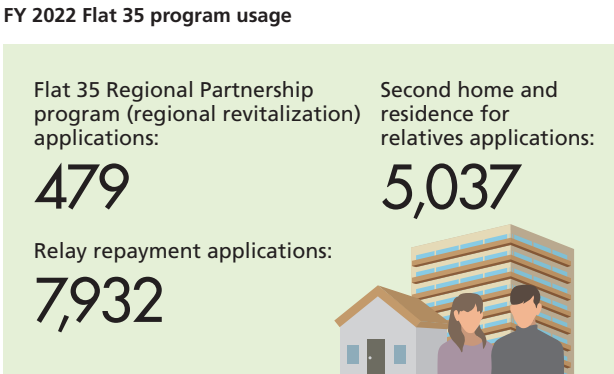 FY 2022 Flat 35 program usage
Flat 35 Regional Partnership
program (regional revitalization)
applications:
479
Second home and
residence for
relatives applications:
5,037
Relay repayment applications:
7,932